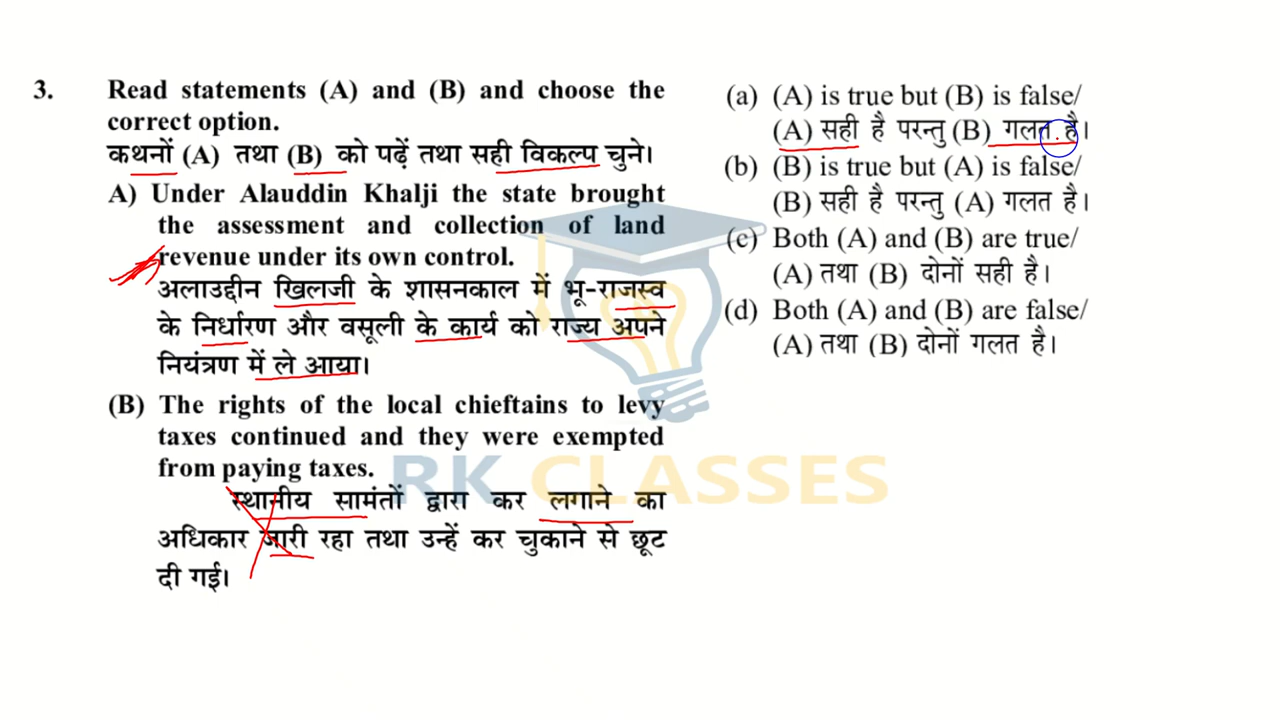 3. Read statements (A) and (B) and choose the
correct option.
कथनों (A) तथा (B) को पढ़ें तथा सही विकल्प चुने।
A) Under Alauddin Khalji the state brought
the assessment and collection of land
revenue under its own control.
अलाउद्दीन खिलजी के शासनकाल में भू-राजस्व
के निर्धारण और वसूली के कार्य को राज्य अपने
नियंत्रण में ले आया।
(B) The rights of the local chieftains to levy
taxes continued and they were exempted
from paying taxes.
स्थानीय सामंतों द्वारा कर लगाने का
अधिकार जारी रहा तथा उन्हें कर चुकाने से छूट
दी गई।
(a) (A) is true but (B) is false/
(A) सही है परन्तु (B) गलत है।
(b) (B) is true but (A) is false/
(B) सही है परन्तु (A) गलत है।
(c) Both (A) and (B) are true/
(A) तथा (B) दोनों सही है।
(d) Both (A) and (B) are false/
(A) तथा (B) दोनों गलत है।
RK CLASSES